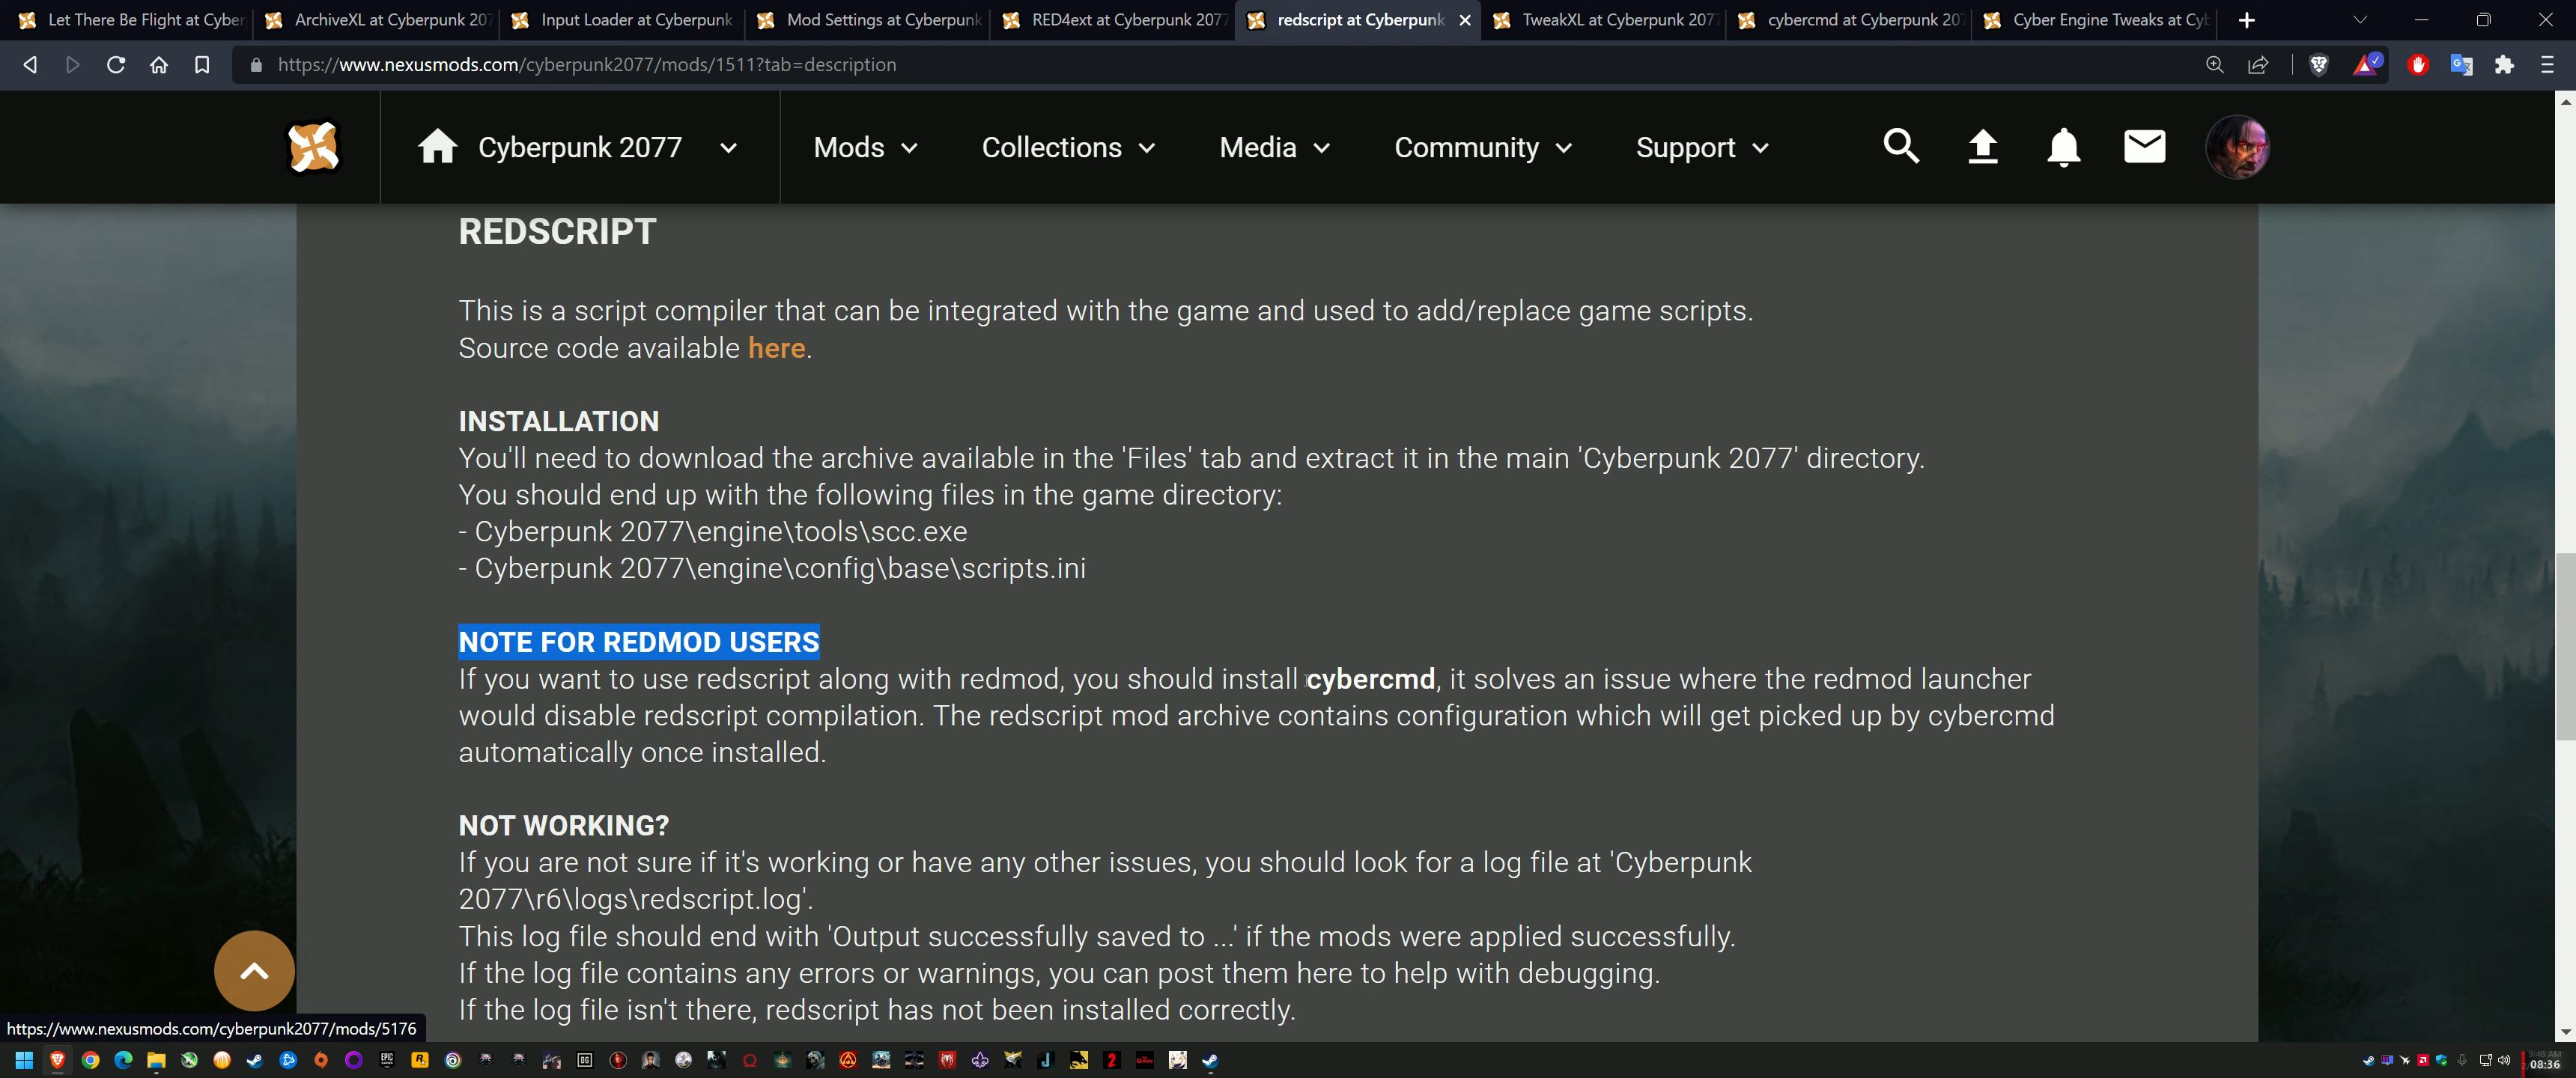 Let There Be Flight at Cyber
ArchiveXL at Cyberpunk 207
Input Loader at Cyberpunk
Mod Settings at Cyberpunk
RED4ext at Cyberpunk 2077
redscript at Cyberpunk
TweakXL at Cyberpunk 2077
cybercmd at Cyberpunk 207
Cyber Engine Tweaks at Cyb
https://www.nexusmods.com/cyberpunk2077/mods/1511?tab=description
Cyberpunk 2077
Mods
Collections
Media
Community
Support
REDSCRIPT
This is a script compiler that can be integrated with the game and used to add/replace game scripts.
Source code available here.
INSTALLATION
You'll need to download the archive available in the 'Files' tab and extract it in the main 'Cyberpunk 2077' directory.
You should end up with the following files in the game directory:
- Cyberpunk 2077\engine\tools\scc.exe
- Cyberpunk 2077\engine\config\base\scripts.ini
NOTE FOR REDMOD USERS
If you want to use redscript along with redmod, you should install cybercmd, it solves an issue where the redmod launcher
would disable redscript compilation. The redscript mod archive contains configuration which will get picked up by cybercmd
automatically once installed.
NOT WORKING?
If you are not sure if it's working or have any other issues, you should look for a log file at 'Cyberpunk
2077\r6\logs\redscript.log'.
This log file should end with 'Output successfully saved to ...' if the mods were applied successfully.
If the log file contains any errors or warnings, you can post them here to help with debugging.
If the log file isn't there, redscript has not been installed correctly.
https://www.nexusmods.com/cyberpunk2077/mods/5176
9:48 AM
08:36